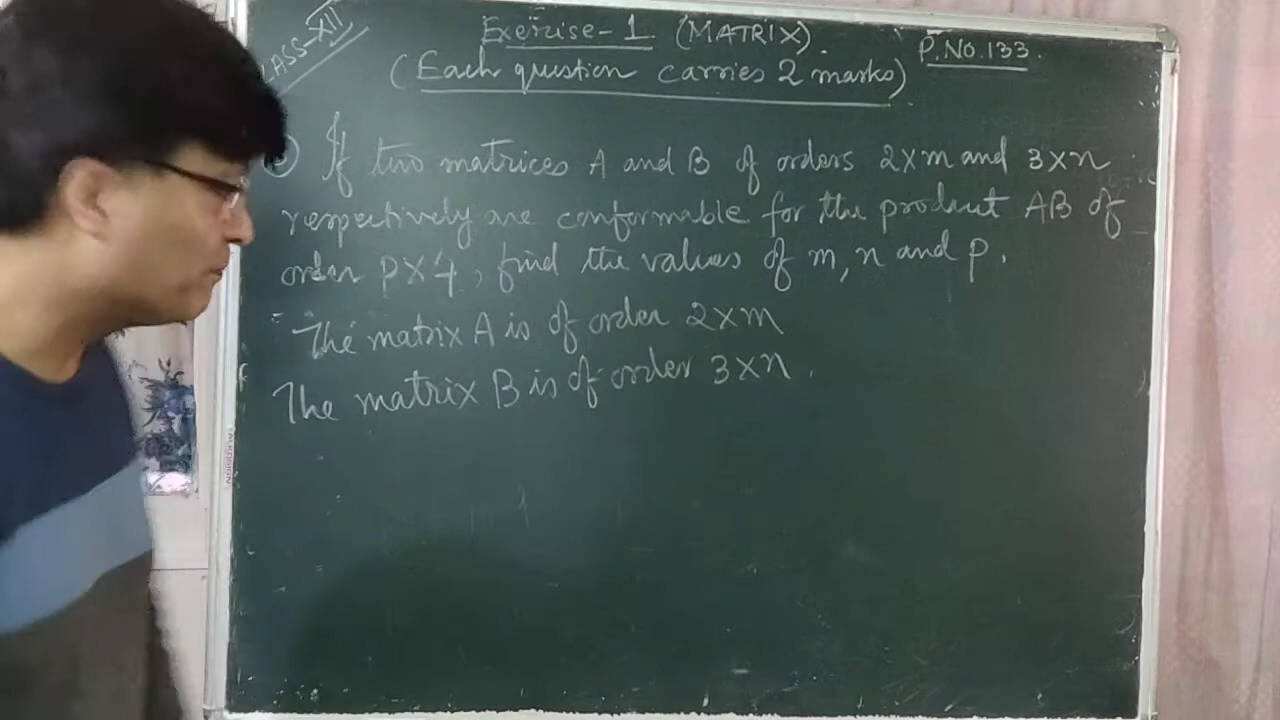 CLASS-XII
Exercise-1. (MATRIX).
P.No.133.
(Each question carries 2 marks)
If two matrices A and B of orders 2×m and 3×n
respectively are conformable for the product AB of
order p×4, find the values of m, n and p.
The matrix A is of order 2×m
The matrix B is of order 3×n.